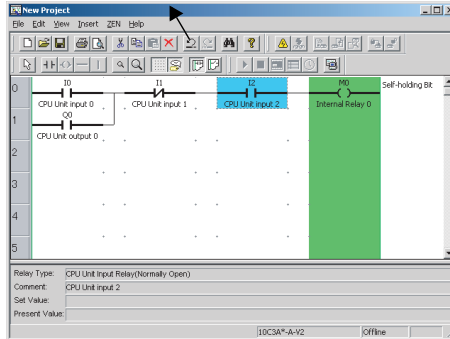 New Project
File Edit View Insert ZEN Help
0 I0 I1 I2 M0 Self-holding Bit
CPU Unit input 0 CPU Unit input 1 CPU Unit input 2 Internal Relay 0
1 Q0
CPU Unit output 0
2
3
4
5
Relay Type: CPU Unit Input Relay(Normally Open)
Comment: CPU Unit input 2
Set Value:
Present Value:
10C3A*-A-V2 Offline